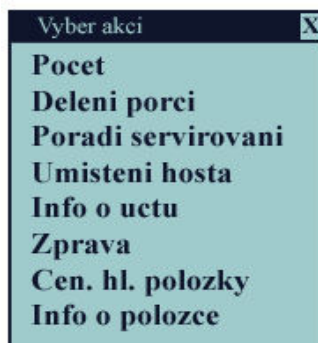 Vyber akci X
Pocet
Deleni porci
Poradi servirovani
Umisteni hosta
Info o uctu
Zprava
Cen. hl. polozky
Info o polozce